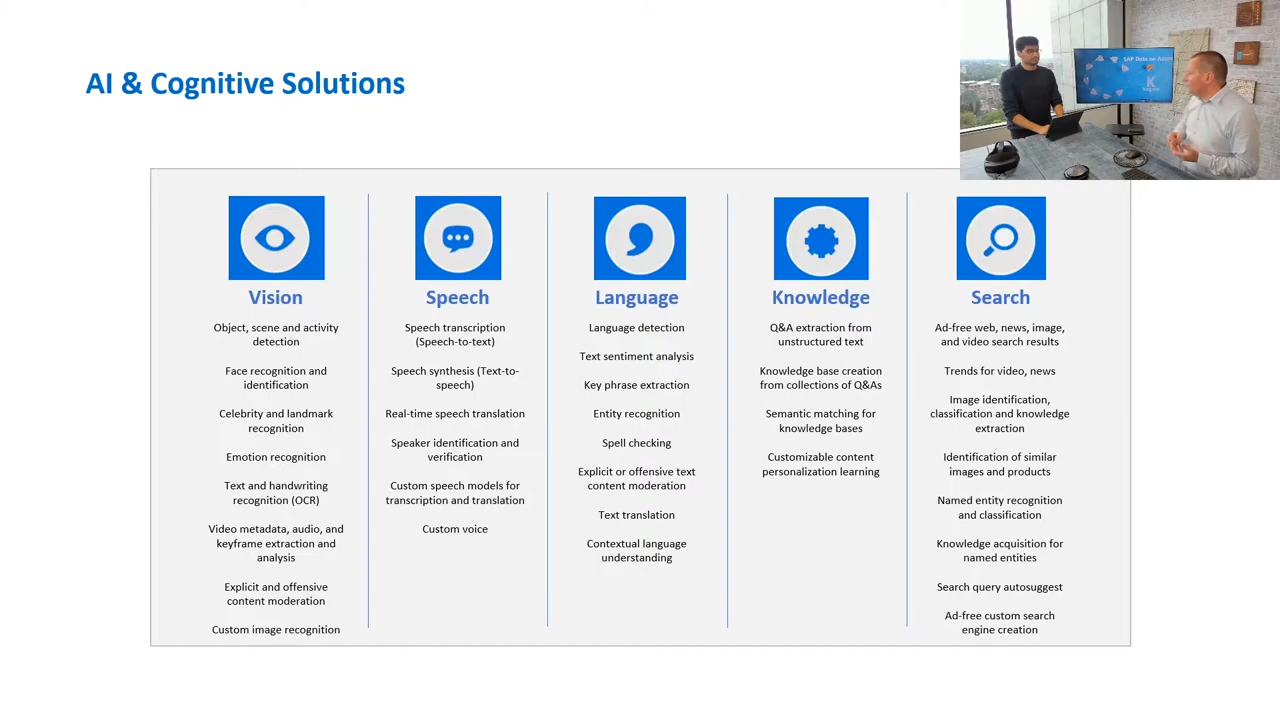 AI & Cognitive Solutions
SAP Data on Azure
K
Vision
Object, scene and activity
detection
Face recognition and
identification
Celebrity and landmark
recognition
Emotion recognition
Text and handwriting
recognition (OCR)
Video metadata, audio, and
keyframe extraction and
analysis
Explicit and offensive
content moderation
Custom image recognition
Speech
Speech transcription
(Speech-to-text)
Speech synthesis (Text-to-
speech)
Real-time speech translation
Speaker identification and
verification
Custom speech models for
transcription and translation
Custom voice
Language
Language detection
Text sentiment analysis
Key phrase extraction
Entity recognition
Spell checking
Explicit or offensive text
content moderation
Text translation
Contextual language
understanding
Knowledge
Q&A extraction from
unstructured text
Knowledge base creation
from collections of Q&As
Semantic matching for
knowledge bases
Customizable content
personalization learning
Search
Ad-free web, news, image,
and video search results
Trends for video, news
Image identification,
classification and knowledge
extraction
Identification of similar
images and products
Named entity recognition
and classification
Knowledge acquisition for
named entities
Search query autosuggest
Ad-free custom search
engine creation